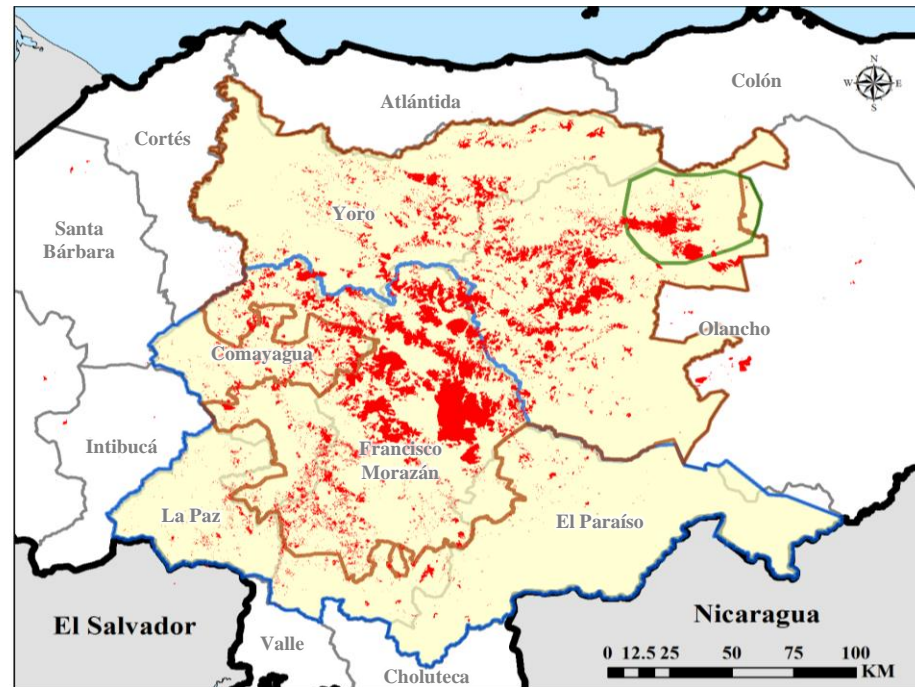 Colón
N
W E
S
Atlántida
Cortés
Yoro
Santa
Bárbara
Olancho
Comayagua
Intibucá
Francisco
Morazán
La Paz
El Paraíso
El Salvador
Nicaragua
Valle
Choluteca
0 12.5 25 50 75 100
KM